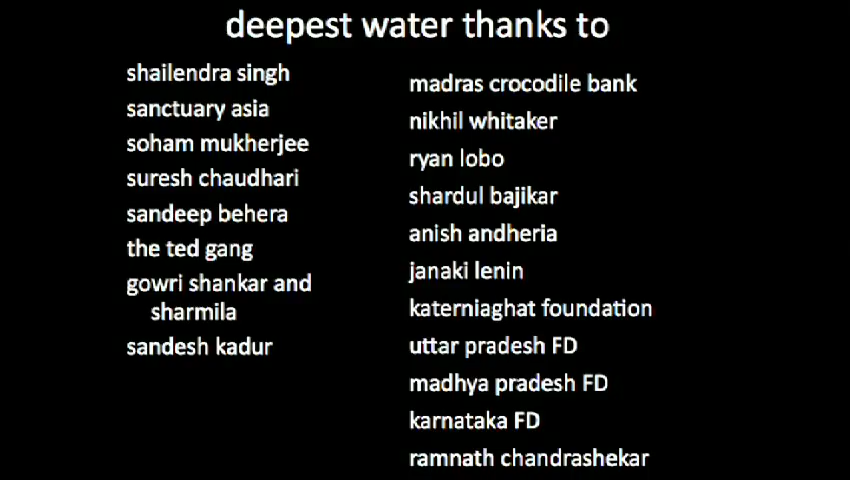 deepest water thanks to
shailendra singh
sanctuary asia
soham mukherjee
suresh chaudhari
sandeep behera
the ted gang
gowri shankar and
sharmila
sandesh kadur
madras crocodile bank
nikhil whitaker
ryan lobo
shardul bajikar
anish andheria
janaki lenin
katerniaghat foundation
uttar pradesh FD
madhya pradesh FD
karnataka FD
ramnath chandrashekar